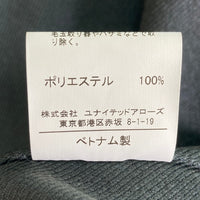 毛玉取り器やハサミなどで取
り除く。
ポリエステル 100%
株式会社 ユナイテッドアローズ
東京都港区赤坂 8-1-19
ベトナム製